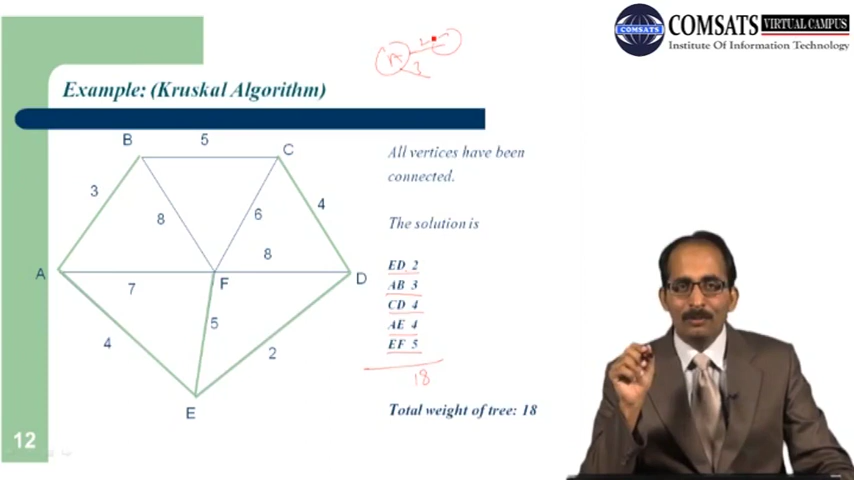 COMSATS VIRTUAL CAMPUS
Institute Of Information Technology
Example: (Kruskal Algorithm)
A
3
B
5
C
3
8
6
4
8
A
7
F
D
4
5
2
E
All vertices have been
connected.
The solution is
ED 2
AB 3
CD 4
AE 4
EF 5
18
Total weight of tree: 18
12